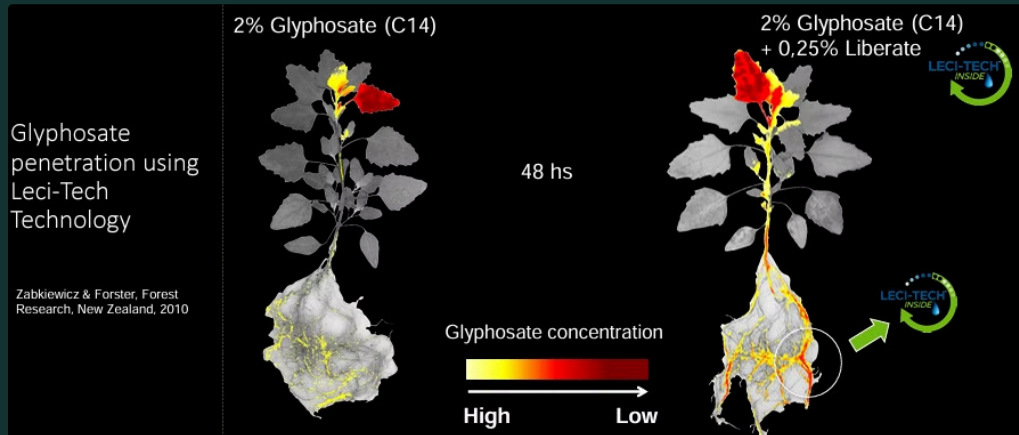 2% Glyphosate (C14)
2% Glyphosate (C14)
+ 0,25% Liberate
LECI-TECH
INSIDE
Glyphosate
penetration using
Leci-Tech
Technology
48 hs
Zabkiewicz & Forster, Forest
Research, New Zealand, 2010
LECI-TECH
INSIDE
Glyphosate concentration
High
Low